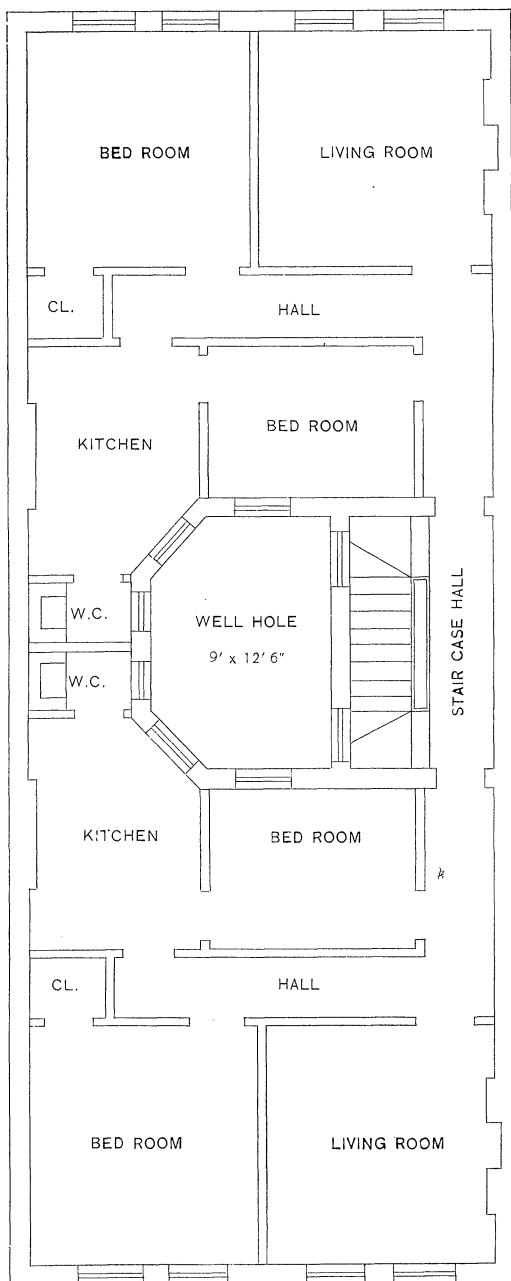 BED ROOM
LIVING ROOM
CL.
HALL
KITCHEN
BED ROOM
W.C.
WELL HOLE
9' x 12' 6"
STAIR CASE HALL
W.C.
KITCHEN
BED ROOM
CL.
HALL
BED ROOM
LIVING ROOM